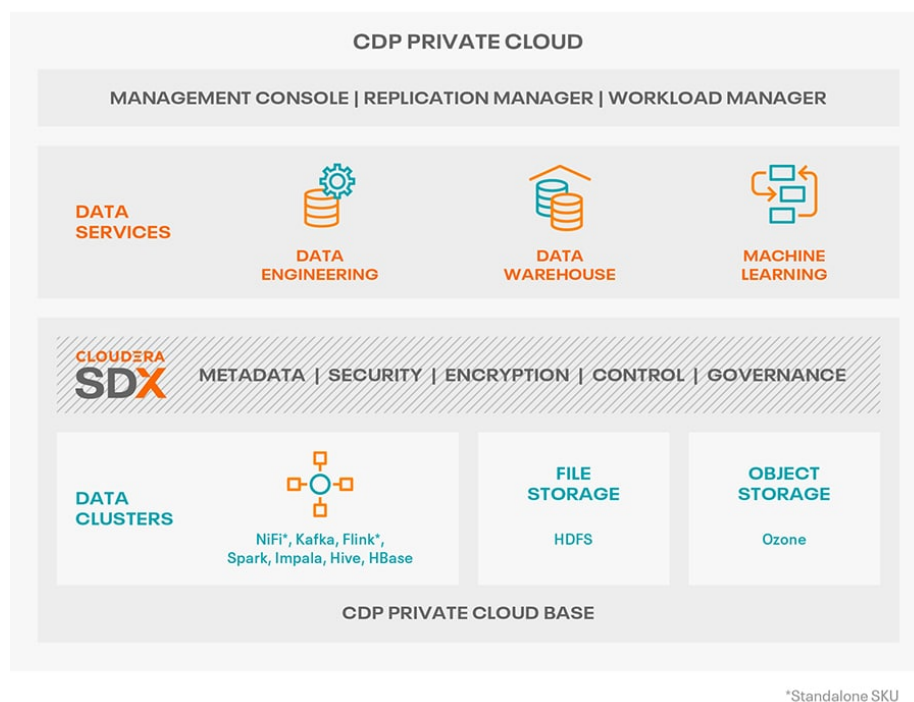 CDP PRIVATE CLOUD
MANAGEMENT CONSOLE | REPLICATION MANAGER | WORKLOAD MANAGER
DATA
SERVICES
DATA
ENGINEERING
DATA
WAREHOUSE
MACHINE
LEARNING
CLOUDERA
SDX
METADATA | SECURITY | ENCRYPTION | CONTROL | GOVERNANCE
DATA
CLUSTERS
NiFi*, Kafka, Flink*,
Spark, Impala, Hive, HBase
FILE
STORAGE
HDFS
OBJECT
STORAGE
Ozone
CDP PRIVATE CLOUD BASE
*Standalone SKU